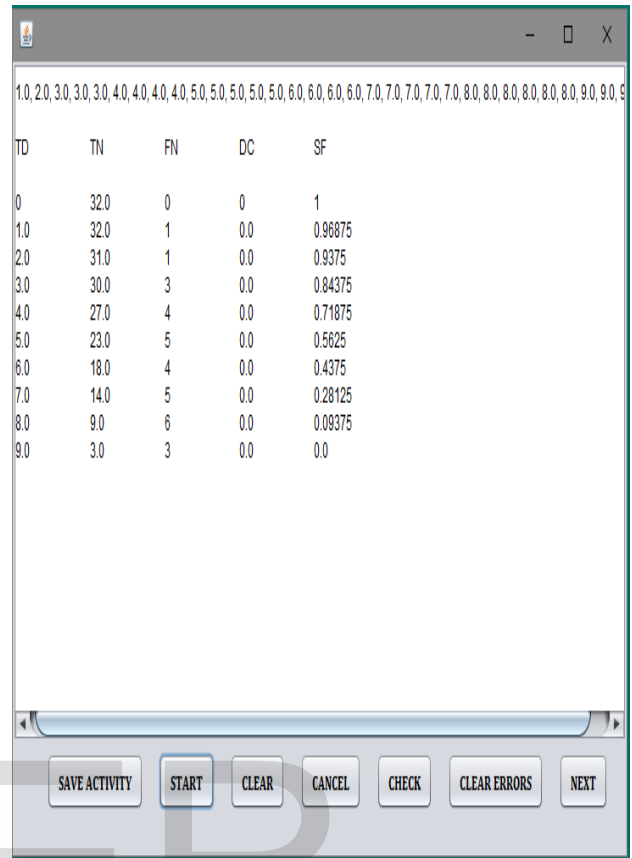 1.0, 2.0, 3.0, 3.0, 3.0, 4.0, 4.0, 4.0, 4.0, 5.0, 5.0, 5.0, 5.0, 5.0, 6.0, 6.0, 6.0, 6.0, 7.0, 7.0, 7.0, 7.0, 7.0, 8.0, 8.0, 8.0, 8.0, 8.0, 8.0, 9.0, 9.0, 9
TD TN FN DC SF
0 32.0 0 0 1
1.0 32.0 1 0.0 0.96875
2.0 31.0 1 0.0 0.9375
3.0 30.0 3 0.0 0.84375
4.0 27.0 4 0.0 0.71875
5.0 23.0 5 0.0 0.5625
6.0 18.0 4 0.0 0.4375
7.0 14.0 5 0.0 0.28125
8.0 9.0 6 0.0 0.09375
9.0 3.0 3 0.0 0.0
SAVE ACTIVITY START CLEAR CANCEL CHECK CLEAR ERRORS NEXT